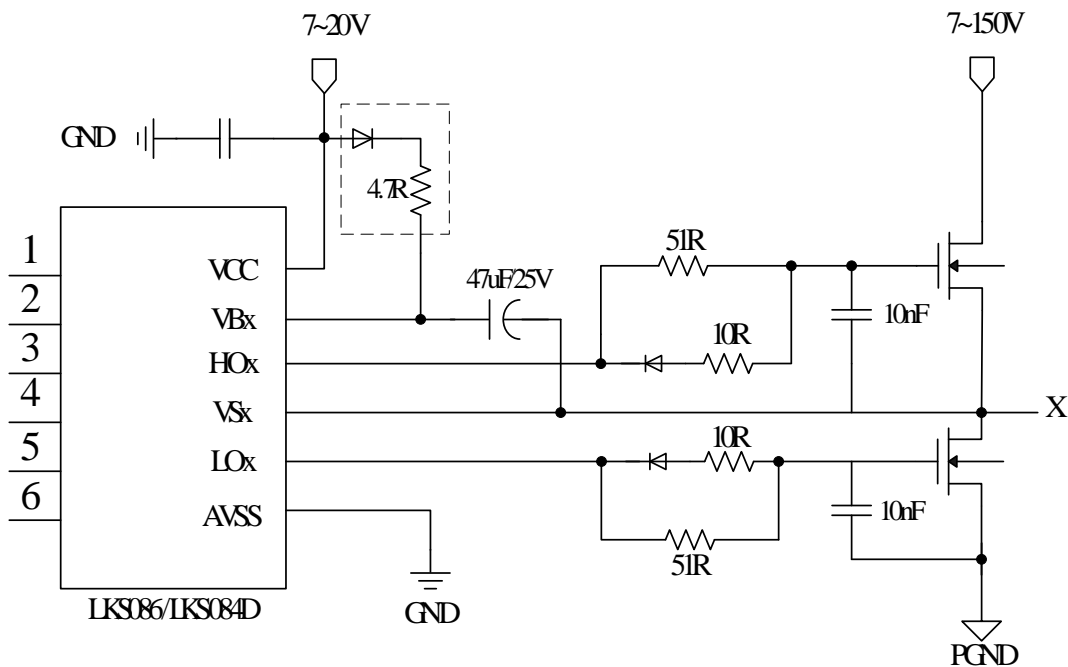 7~20V
7~150V
GND
4.7R
51R
1
VCC
47uF/25V
2
VBx
10nF
3
HOx
10R
4
VSx
X
10R
5
LOx
6
AVSS
10nF
51R
LKS086/LKS084D
GND
PGND